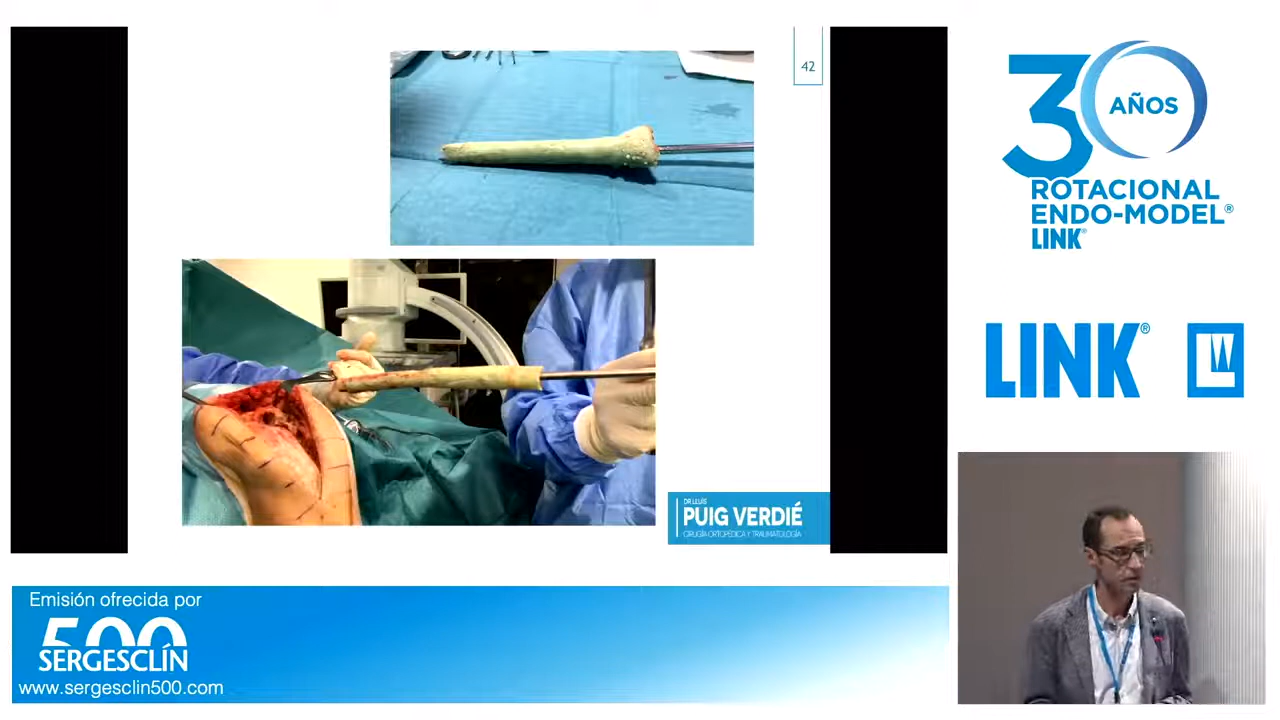 42
DR LLUÍS
PUIG VERDIÉ
CIRUGÍA ORTOPÉDICA Y TRAUMATOLOGÍA
30 AÑOS
ROTACIONAL
ENDO-MODEL®
LINK®
LINK®
Emisión ofrecida por
500
SERGESCLÍN
www.sergesclin500.com